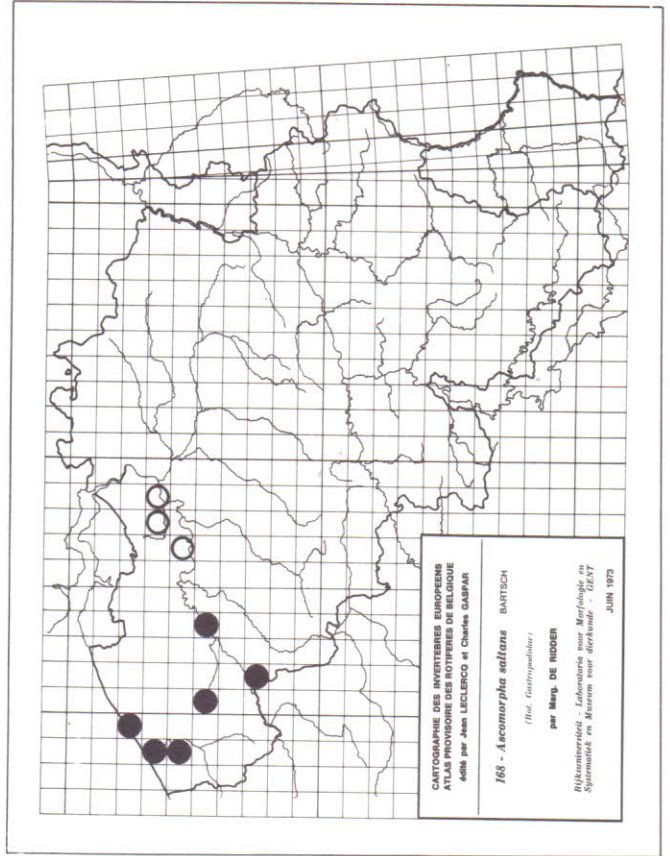 CARTOGRAPHIE DES INVERTEBRES EUROPEENS
ATLAS PROVISOIRE DES ROTIFERES DE BELGIQUE
édité par Jean LECLERCQ et Charles GASPAR
168 - Ascomorpha saltans BARTSCH
(Rot. Gastropodidae)
par Marg. DE RIDDER
Rijksuniversiteit - Laboratoria voor Morfologie en
Systematiek en Museum voor dierkunde - GENT
JUIN 1973